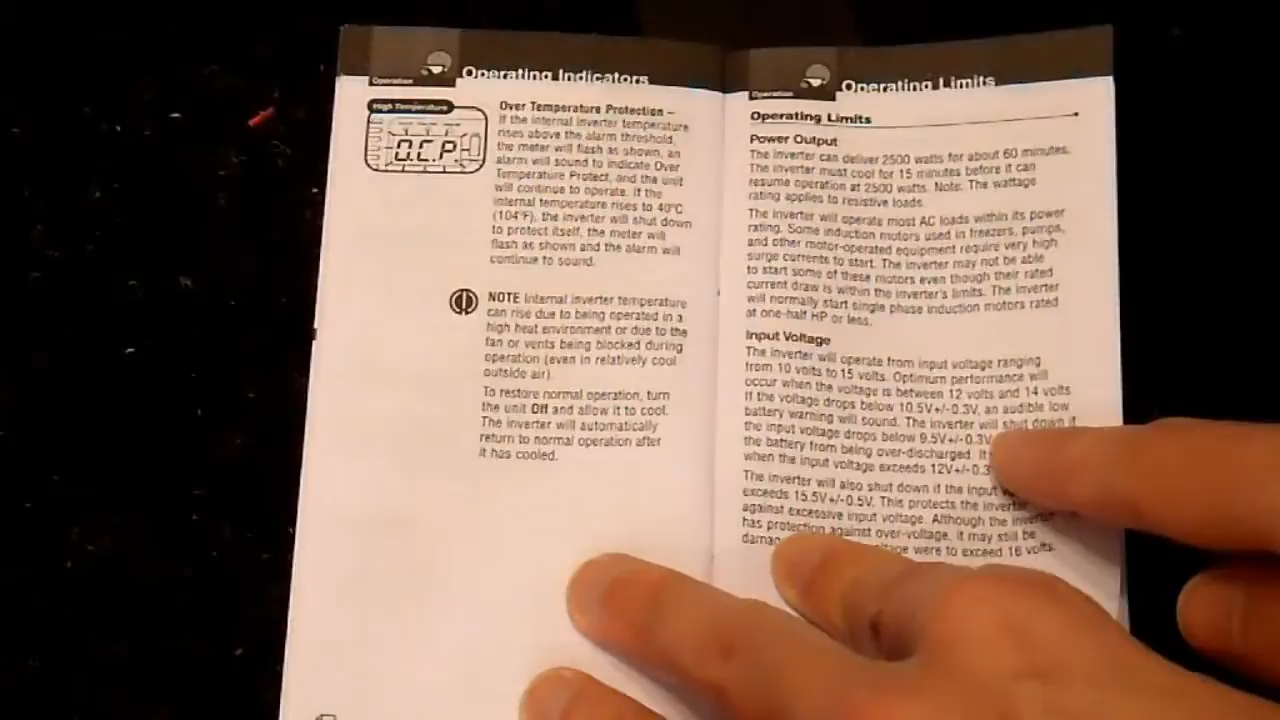 Operation
Operating Indicators
High Temperature
O.C.P.
Over Temperature Protection –
If the internal inverter temperature
rises above the alarm threshold,
the meter will flash as shown, an
alarm will sound to indicate Over
Temperature Protect, and the unit
will continue to operate. If the
internal temperature rises to 40°C
(104°F), the inverter will shut down
to protect itself, the meter will
flash as shown and the alarm will
continue to sound.
NOTE Internal inverter temperature
can rise due to being operated in a
high heat environment or due to the
fan or vents being blocked during
operation (even in relatively cool
outside air).
To restore normal operation, turn
the unit Off and allow it to cool.
The inverter will automatically
return to normal operation after
it has cooled.
Operation
Operating Limits
Operating Limits
Power Output
The inverter can deliver 2500 watts for about 60 minutes.
The inverter must cool for 15 minutes before it can
resume operation at 2500 watts. Note: The wattage
rating applies to resistive loads.
The inverter will operate most AC loads within its power
rating. Some induction motors used in freezers, pumps,
and other motor-operated equipment require very high
surge currents to start. The inverter may not be able
to start some of these motors even though their rated
current draw is within the inverter's limits. The inverter
will normally start single phase induction motors rated
at one-half HP or less.
Input Voltage
The inverter will operate from input voltage ranging
from 10 volts to 15 volts. Optimum performance will
occur when the voltage is between 12 volts and 14 volts
If the voltage drops below 10.5V+/-0.3V, an audible low
battery warning will sound. The inverter will shut down if
the input voltage drops below 9.5V+/-0.3V
the battery from being over-discharged. It
when the input voltage exceeds 12V+/-0.3
The inverter will also shut down if the input
exceeds 15.5V+/-0.5V. This protects the inverter
against excessive input voltage. Although the inverter
has protection against over-voltage, it may still be
were to exceed 16 volts.